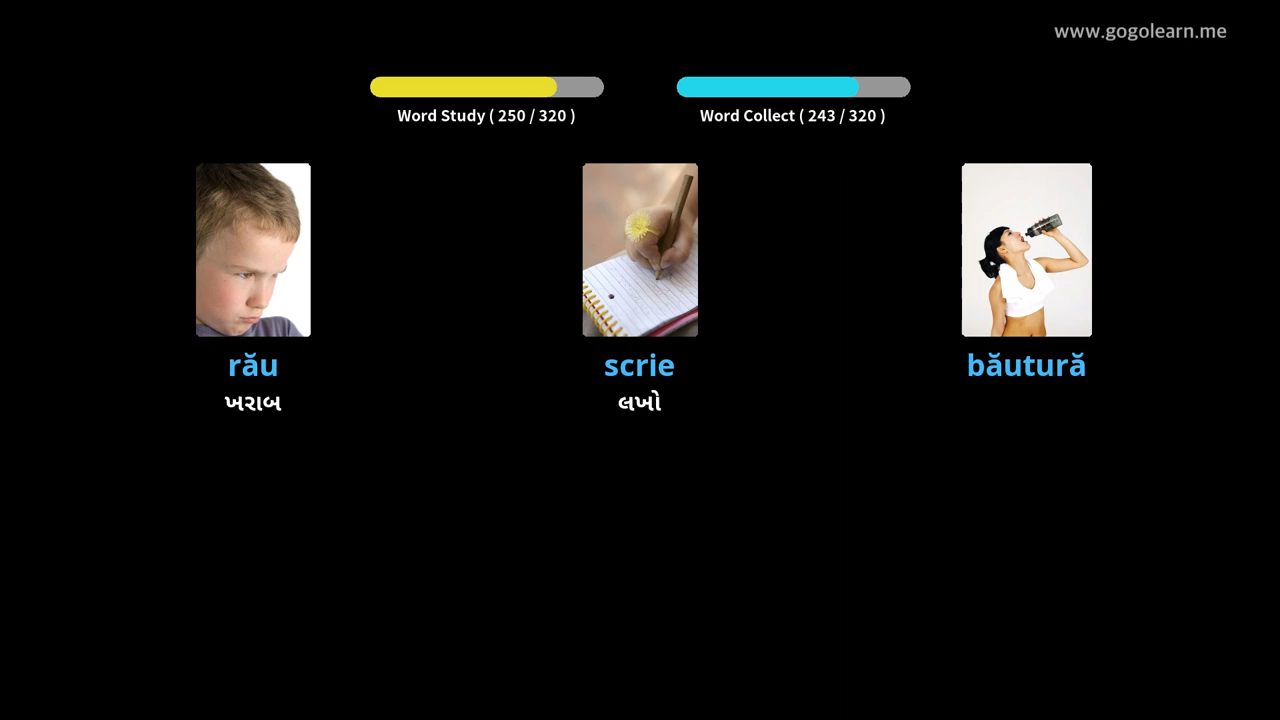 www.gogolearn.me
Word Study ( 250 / 320 )
Word Collect ( 243 / 320 )
rău
scrie
băutură
ખરાબ
લખો